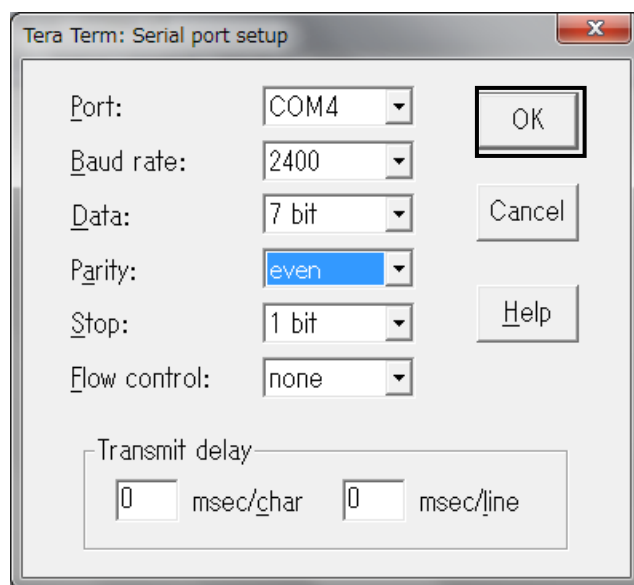 Tera Term: Serial port setup
Port: COM4
OK
Baud rate: 2400
Data: 7 bit
Cancel
Parity: even
Stop: 1 bit
Help
Flow control: none
Transmit delay
0 msec/char 0 msec/line